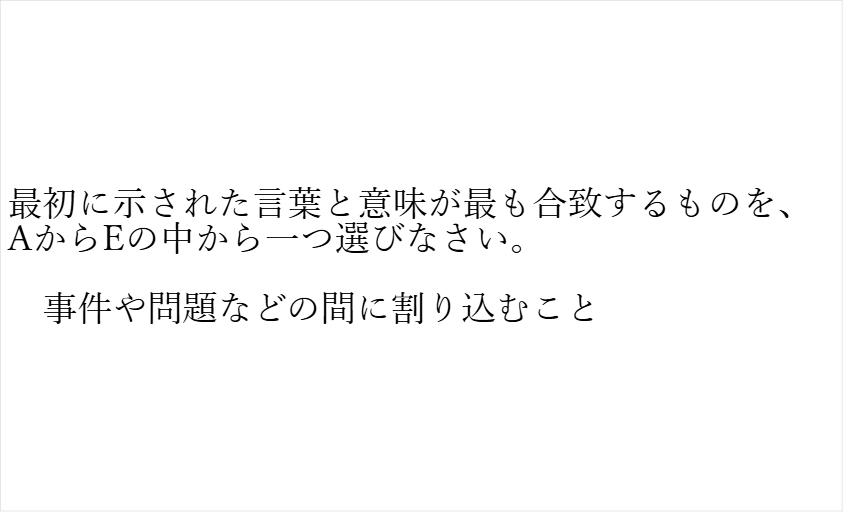 最初に示された言葉と意味が最も合致するものを、
AからEの中から一つ選びなさい。
事件や問題などの間に割り込むこと